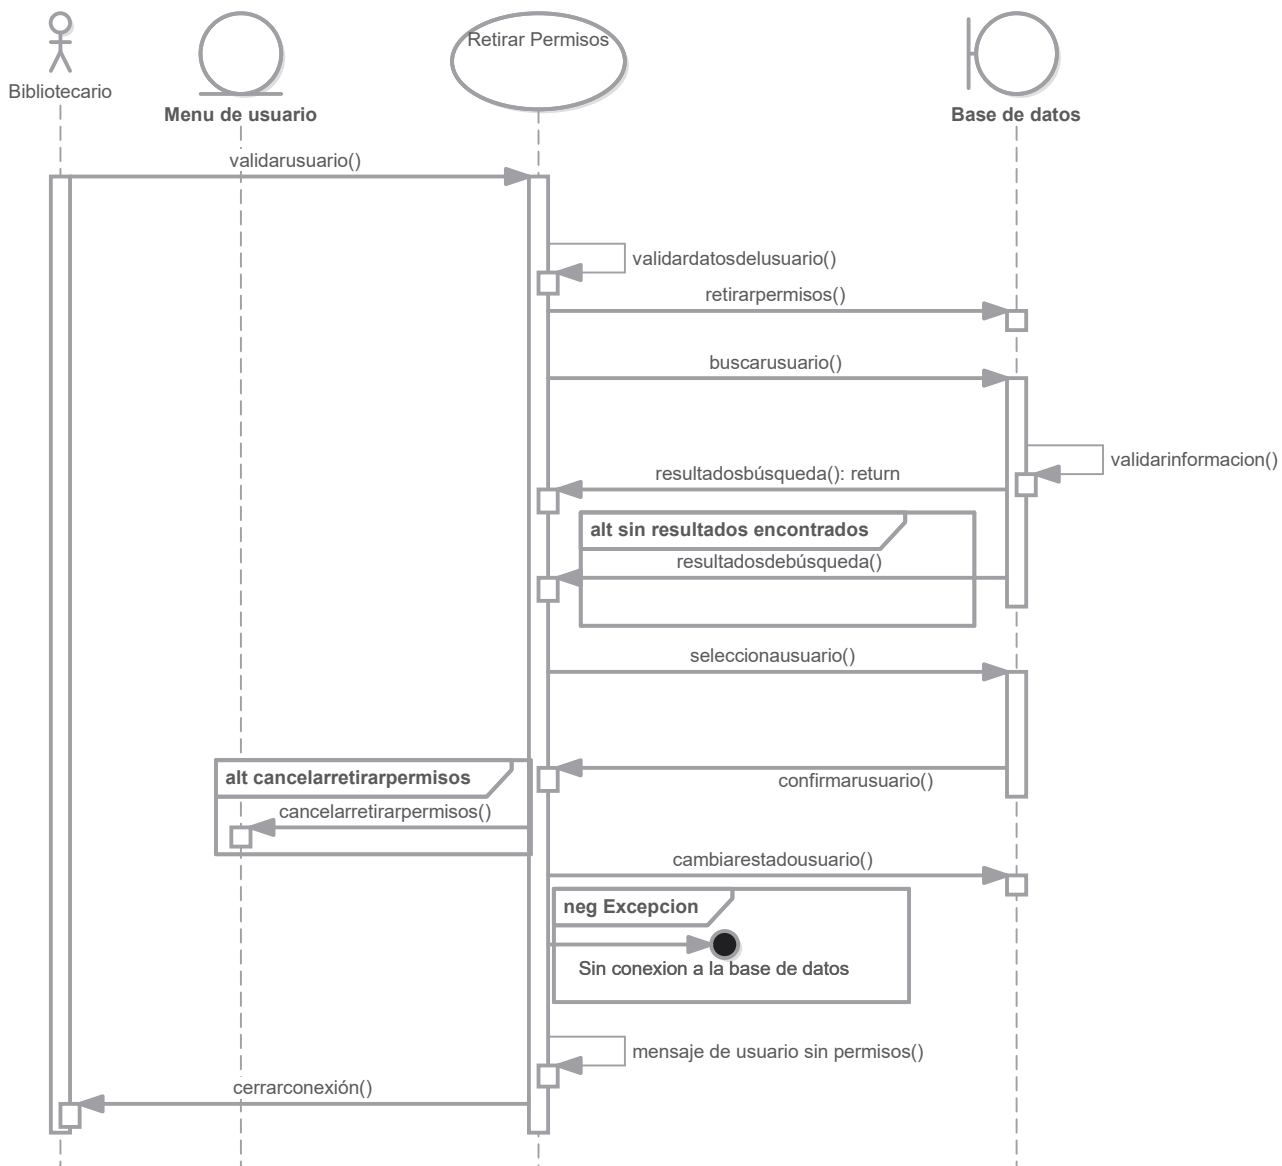 Retirar Permisos
Bibliotecario
Menu de usuario
Base de datos
validarusuario()
validardatosdelusuario()
retirarpermisos()
buscarusuario()
validarinformacion()
resultadosbúsqueda(): return
alt sin resultados encontrados
resultadosdebúsqueda()
seleccionausuario()
alt cancelarretirarpermisos
confirmarusuario()
cancelarretirarpermisos()
cambiarestadousuario()
neg Excepcion
Sin conexion a la base de datos
mensaje de usuario sin permisos()
cerrarconexión()